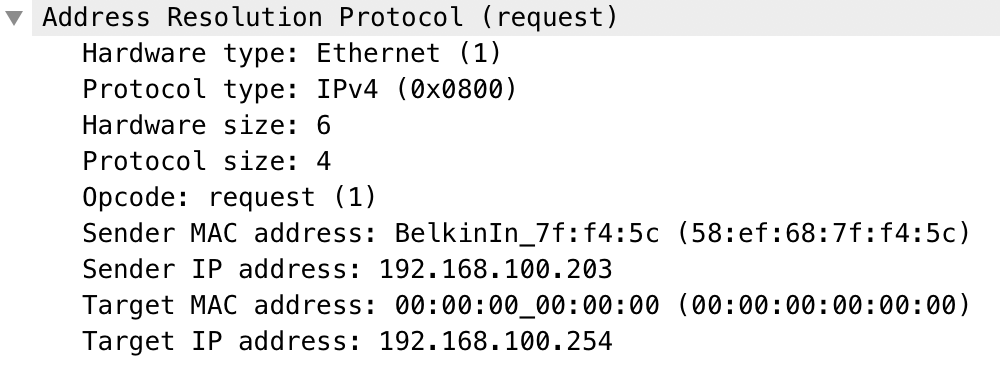 Address Resolution Protocol (request)
Hardware type: Ethernet (1)
Protocol type: IPv4 (0x0800)
Hardware size: 6
Protocol size: 4
Opcode: request (1)
Sender MAC address: BelkinIn_7f:f4:5c (58:ef:68:7f:f4:5c)
Sender IP address: 192.168.100.203
Target MAC address: 00:00:00_00:00:00 (00:00:00:00:00:00)
Target IP address: 192.168.100.254